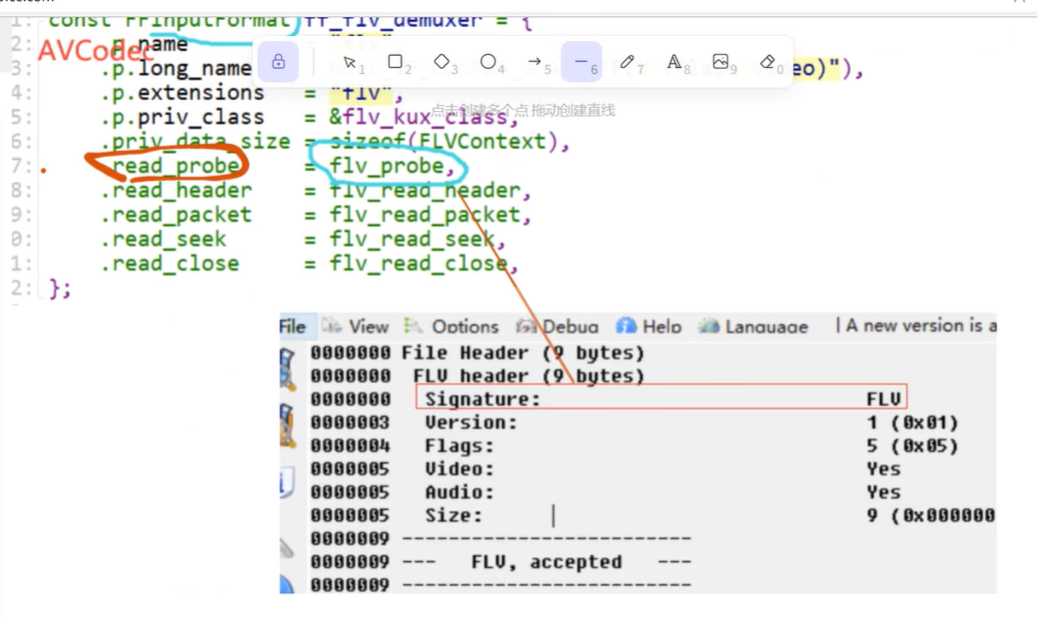 1: const FFInputFormat ff_flv_demuxer = {
AVCodec
2: .p.name
3: .p.long_name eo)"),
4: .p.extensions = "flv",
5: .p.priv_class = &flv_kux_class,
点击创建多个点 拖动创建直线
6: .priv_data_size = sizeof(FLVContext),
7: .read_probe = flv_probe,
8: .read_header = flv_read_header,
9: .read_packet = flv_read_packet,
0: .read_seek = flv_read_seek,
1: .read_close = flv_read_close,
2: };
1 2 3 4 5 6 7 A 8 9 0
File View Options Debug Help Language | A new version is a
0000000 File Header (9 bytes)
0000000 FLV header (9 bytes)
0000000 Signature: FLV
0000003 Version: 1 (0x01)
0000004 Flags: 5 (0x05)
0000005 Video: Yes
0000005 Audio: Yes
0000005 Size: 9 (0x000000
0000009 -------------------------
0000009 --- FLV, accepted ---
0000009 -------------------------